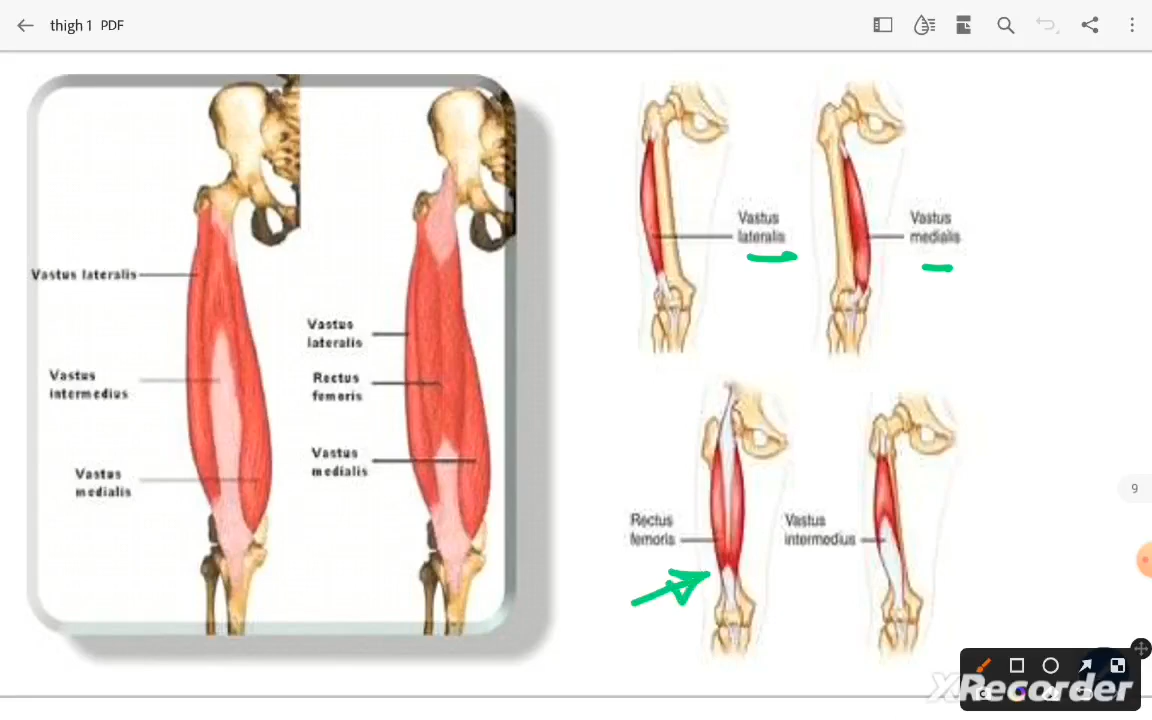 thigh 1 PDF
Vastus lateralis
Vastus
intermedius
Vastus
medialis
Vastus
lateralis
Rectus
femoris
Vastus
medialis
Vastus
lateralis
Vastus
medialis
Rectus
femoris
Vastus
intermedius
9
XRecorder